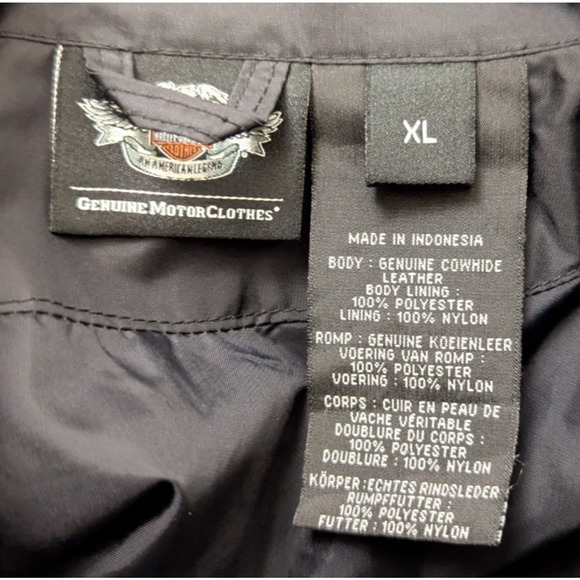 HARLEY-
CLOTHES
AN AMERICAN LEGEND
GENUINE MOTORCLOTHES®
XL
MADE IN INDONESIA
BODY : GENUINE COWHIDE
LEATHER
BODY LINING :
100% POLYESTER
LINING : 100% NYLON
ROMP : GENUINE KOEIENLEER
VOERING VAN ROMP :
100% POLYESTER
VOERING : 100% NYLON
CORPS : CUIR EN PEAU DE
VACHE VÉRITABLE
DOUBLURE DU CORPS :
100% POLYESTER
DOUBLURE : 100% NYLON
KÖRPER :ECHTES RINDSLEDER
RUMPFFUTTER :
100% POLYESTER
FUTTER : 100% NYLON